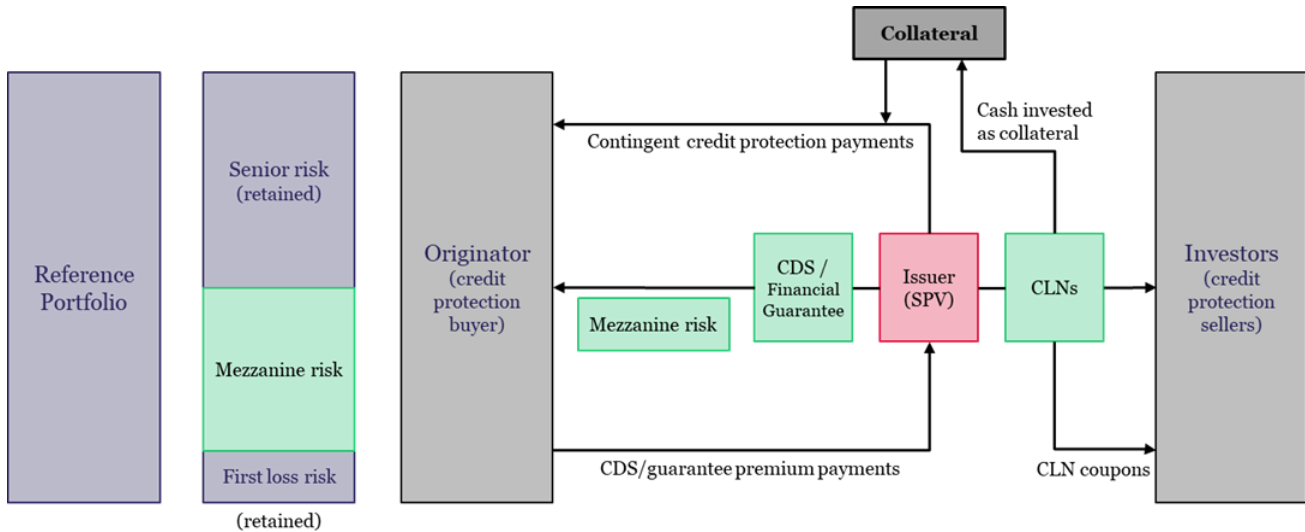 Collateral
Cash invested
as collateral
Contingent credit protection payments
Reference
Portfolio
Senior risk
(retained)
Mezzanine risk
First loss risk
(retained)
Originator
(credit
protection
buyer)
Mezzanine risk
CDS /
Financial
Guarantee
Issuer
(SPV)
CLNs
Investors
(credit
protection
sellers)
CDS/guarantee premium payments
CLN coupons